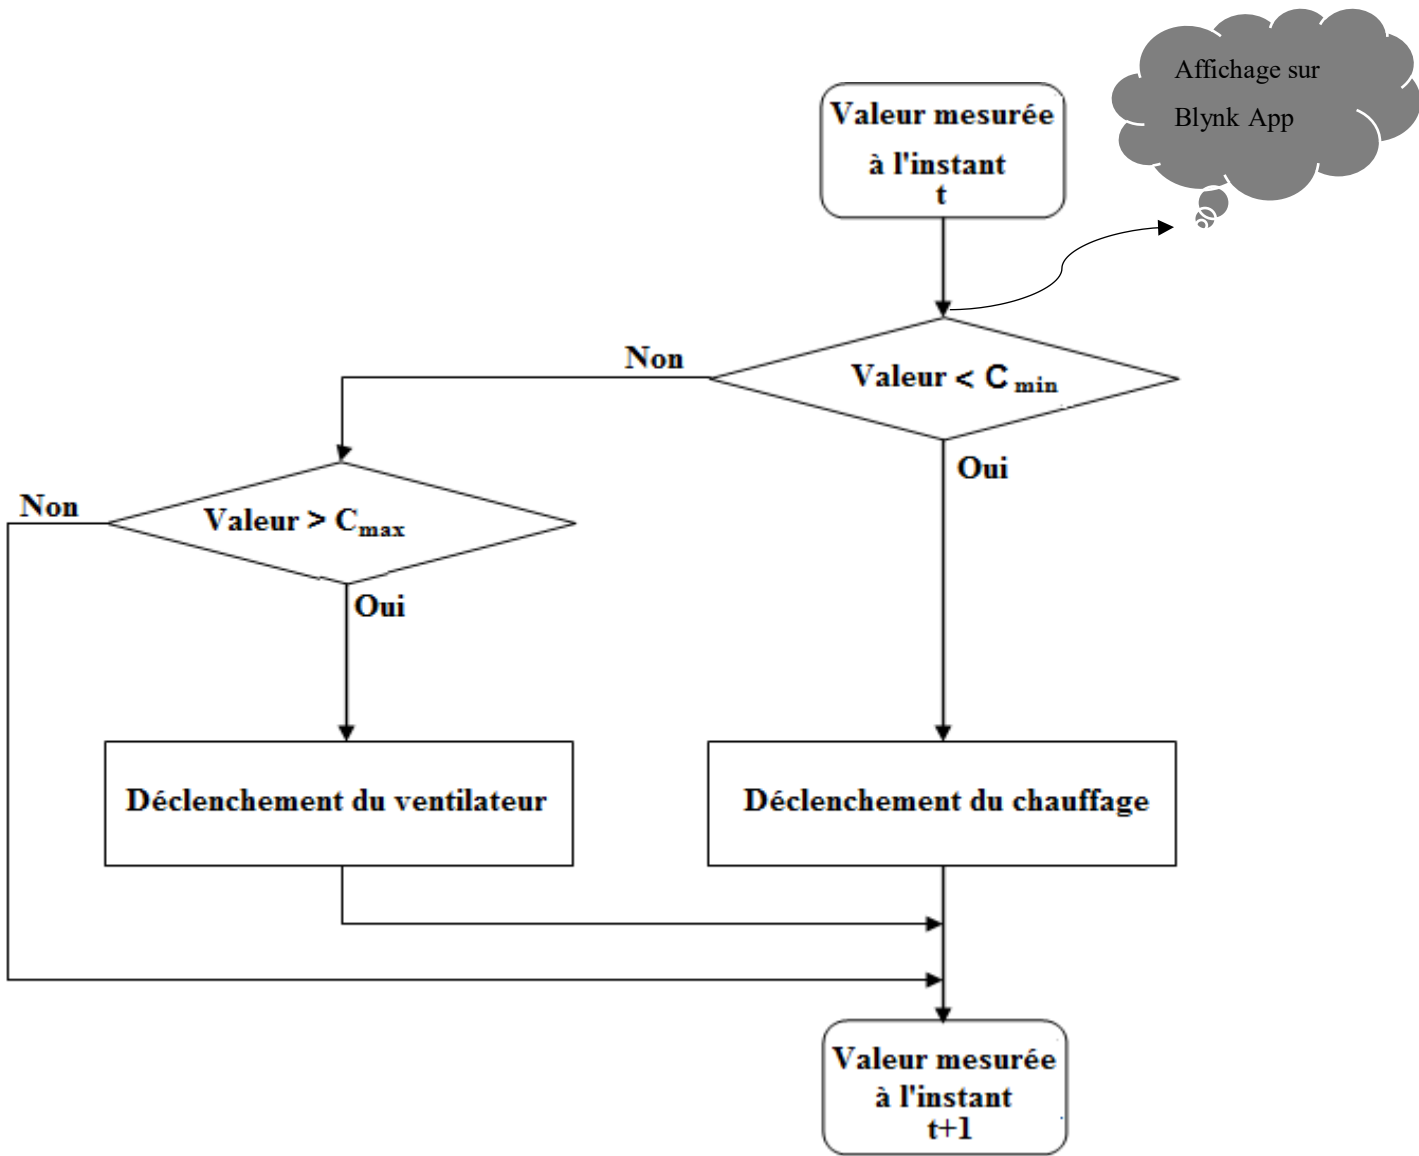 Affichage sur
Blynk App
Valeur mesurée
à l'instant
t
Non
Valeur < C min
Oui
Non
Valeur > Cmax
Oui
Déclenchement du ventilateur
Déclenchement du chauffage
Valeur mesurée
à l'instant
t+1